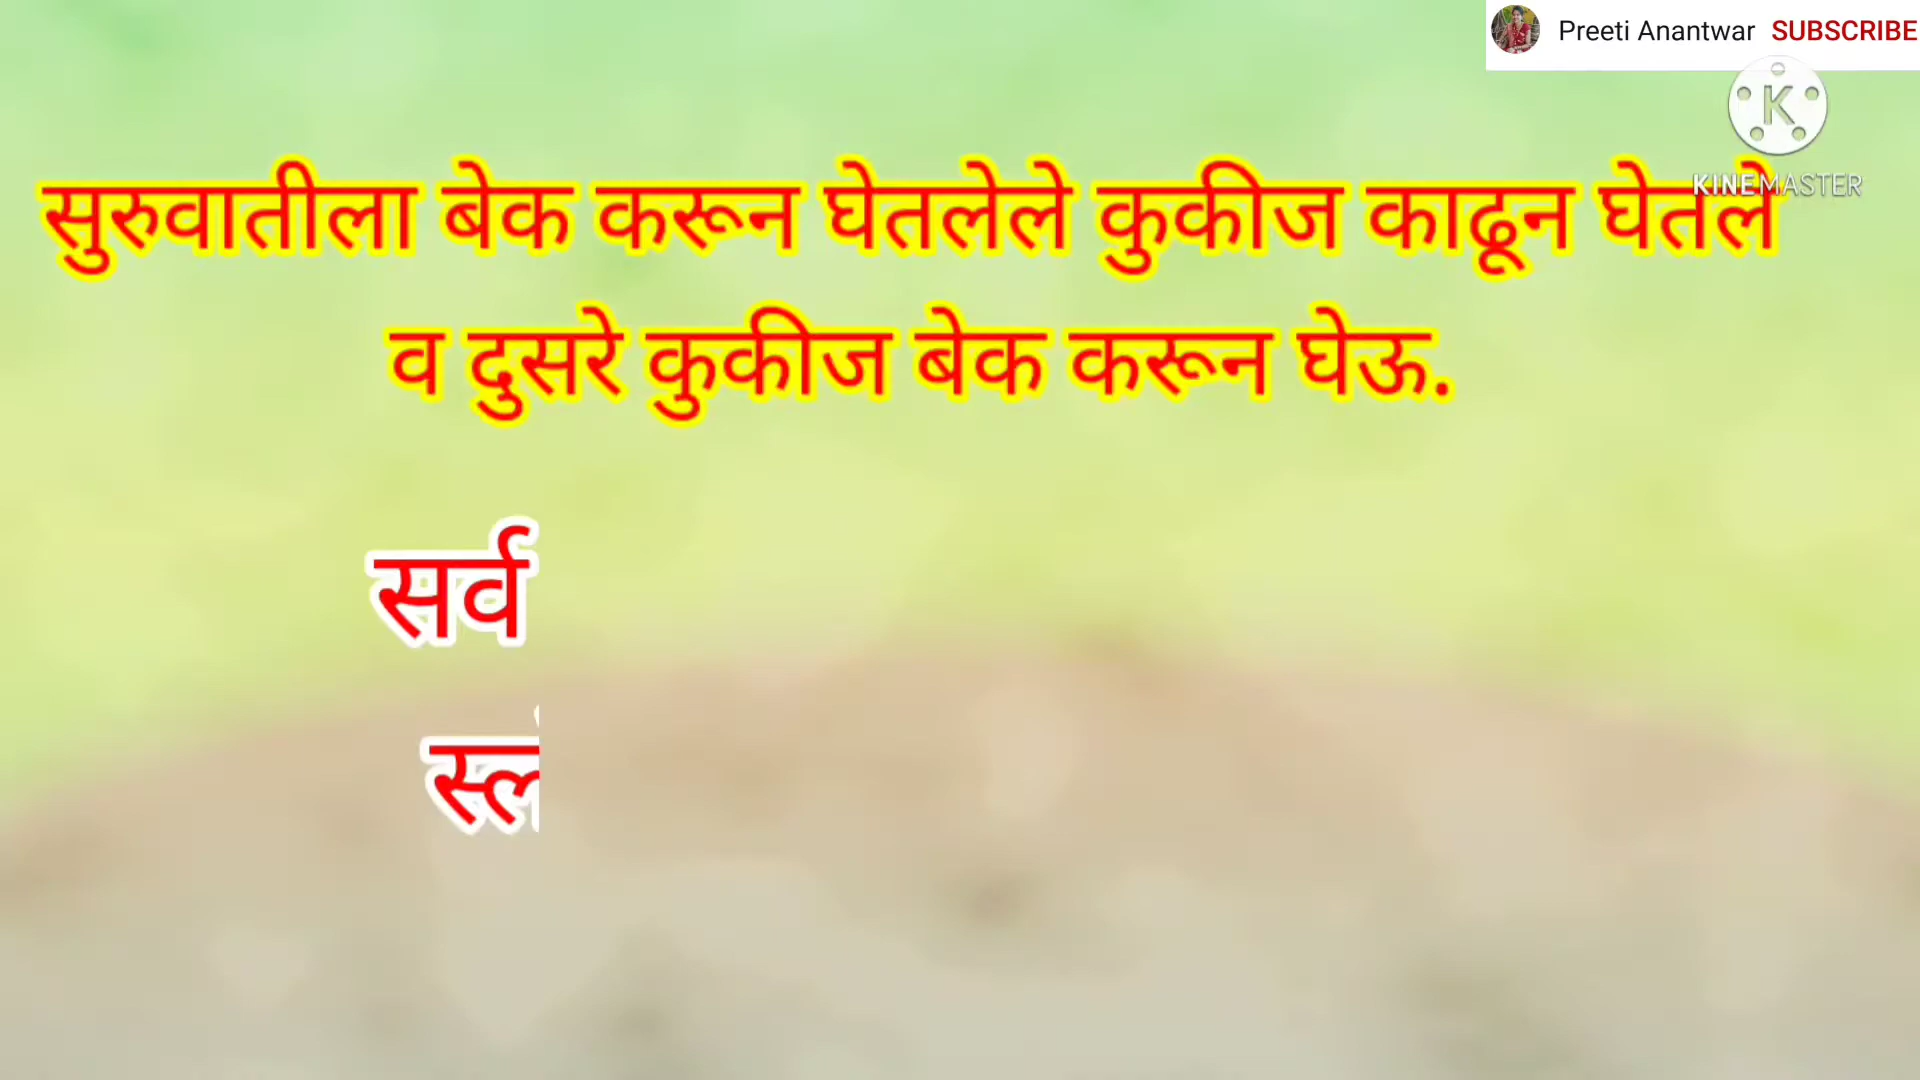 Preeti Anantwar SUBSCRIBE
KINEMASTER
सुरुवातीला बेक करून घेतलेले कुकीज काढून घेतले
व दुसरे कुकीज बेक करून घेऊ.
सर्व